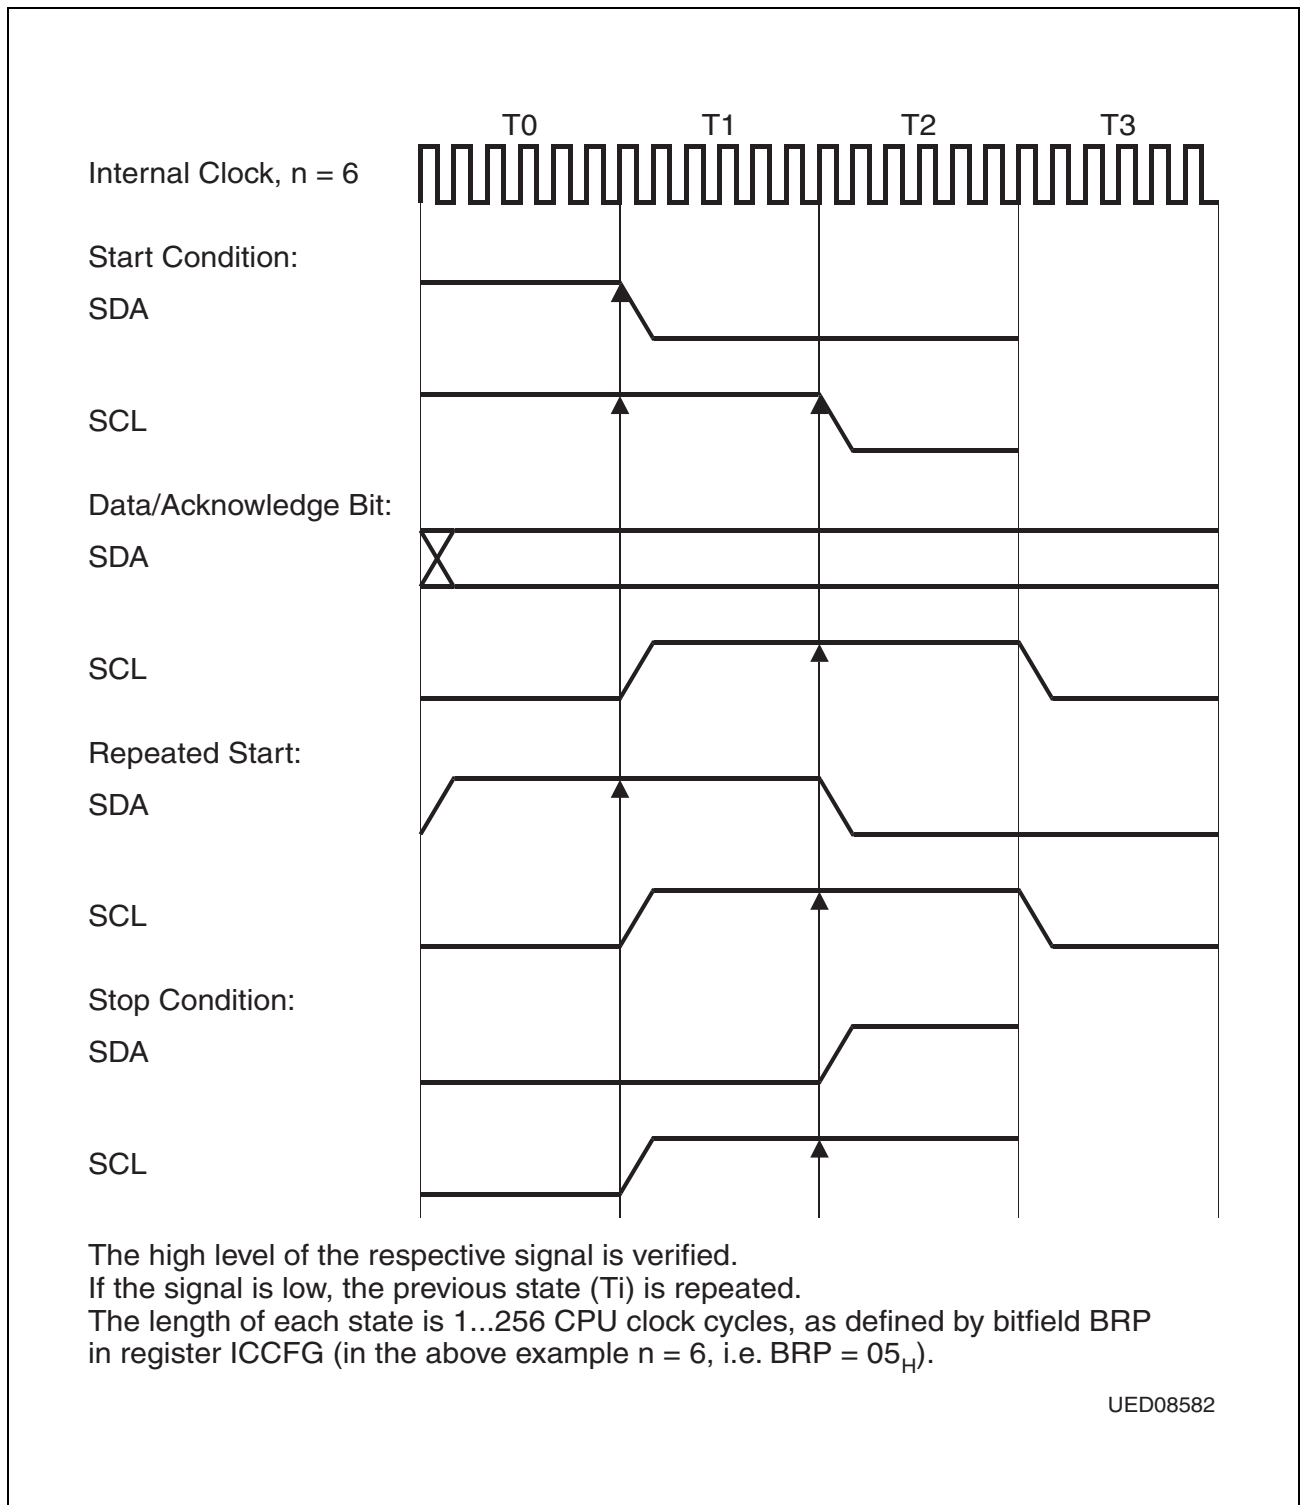 T0 T1 T2 T3
Internal Clock, n = 6
Start Condition:
SDA
SCL
Data/Acknowledge Bit:
SDA
SCL
Repeated Start:
SDA
SCL
Stop Condition:
SDA
SCL
The high level of the respective signal is verified.
If the signal is low, the previous state (Ti) is repeated.
The length of each state is 1...256 CPU clock cycles, as defined by bitfield BRP
in register ICCFG (in the above example n = 6, i.e. BRP = 05H).
UED08582